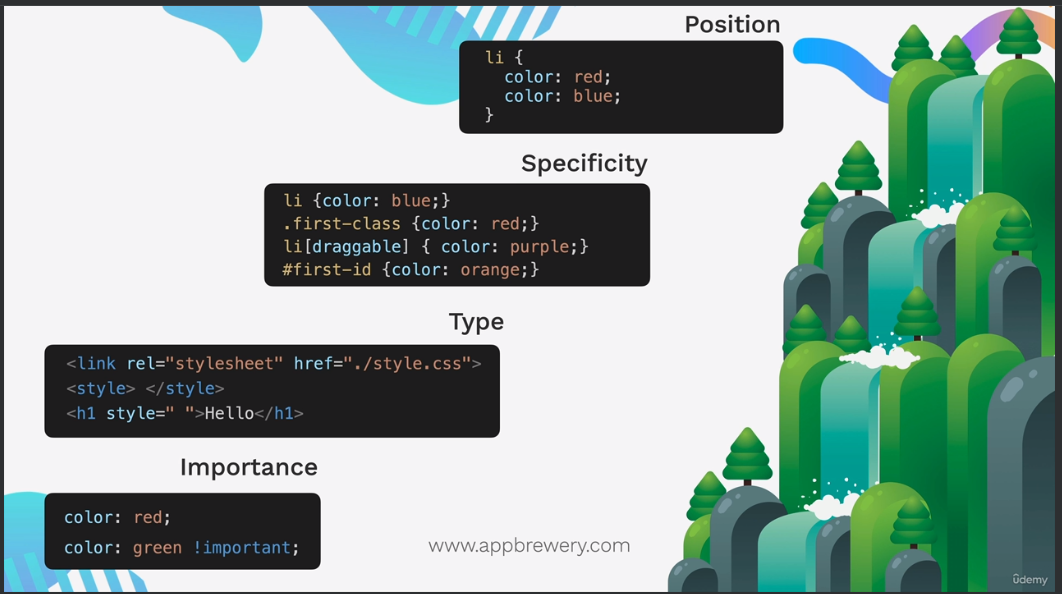 Position
li {
color: red;
color: blue;
}
Specificity
li {color: blue;}
.first-class {color: red;}
li[draggable] { color: purple;}
#first-id {color: orange;}
Type
<link rel="stylesheet" href="./style.css">
<style> </style>
<h1 style=" ">Hello</h1>
Importance
color: red;
color: green !important;
www.appbrewery.com
ûdemy